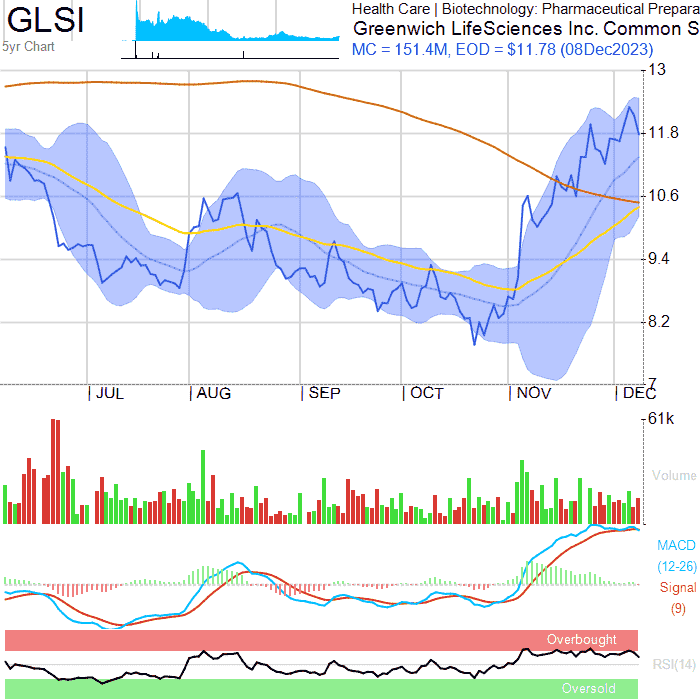 GLSI
5yr Chart
Health Care | Biotechnology: Pharmaceutical Prepara
Greenwich LifeSciences Inc. Common S
MC = 151.4M, EOD = $11.78 (08Dec2023)
13
11.8
10.6
9.4
8.2
7
JUL AUG SEP OCT NOV DEC
61k
Volume
MACD
(12-26)
Signal
(9)
Overbought
RSI(14)
Oversold